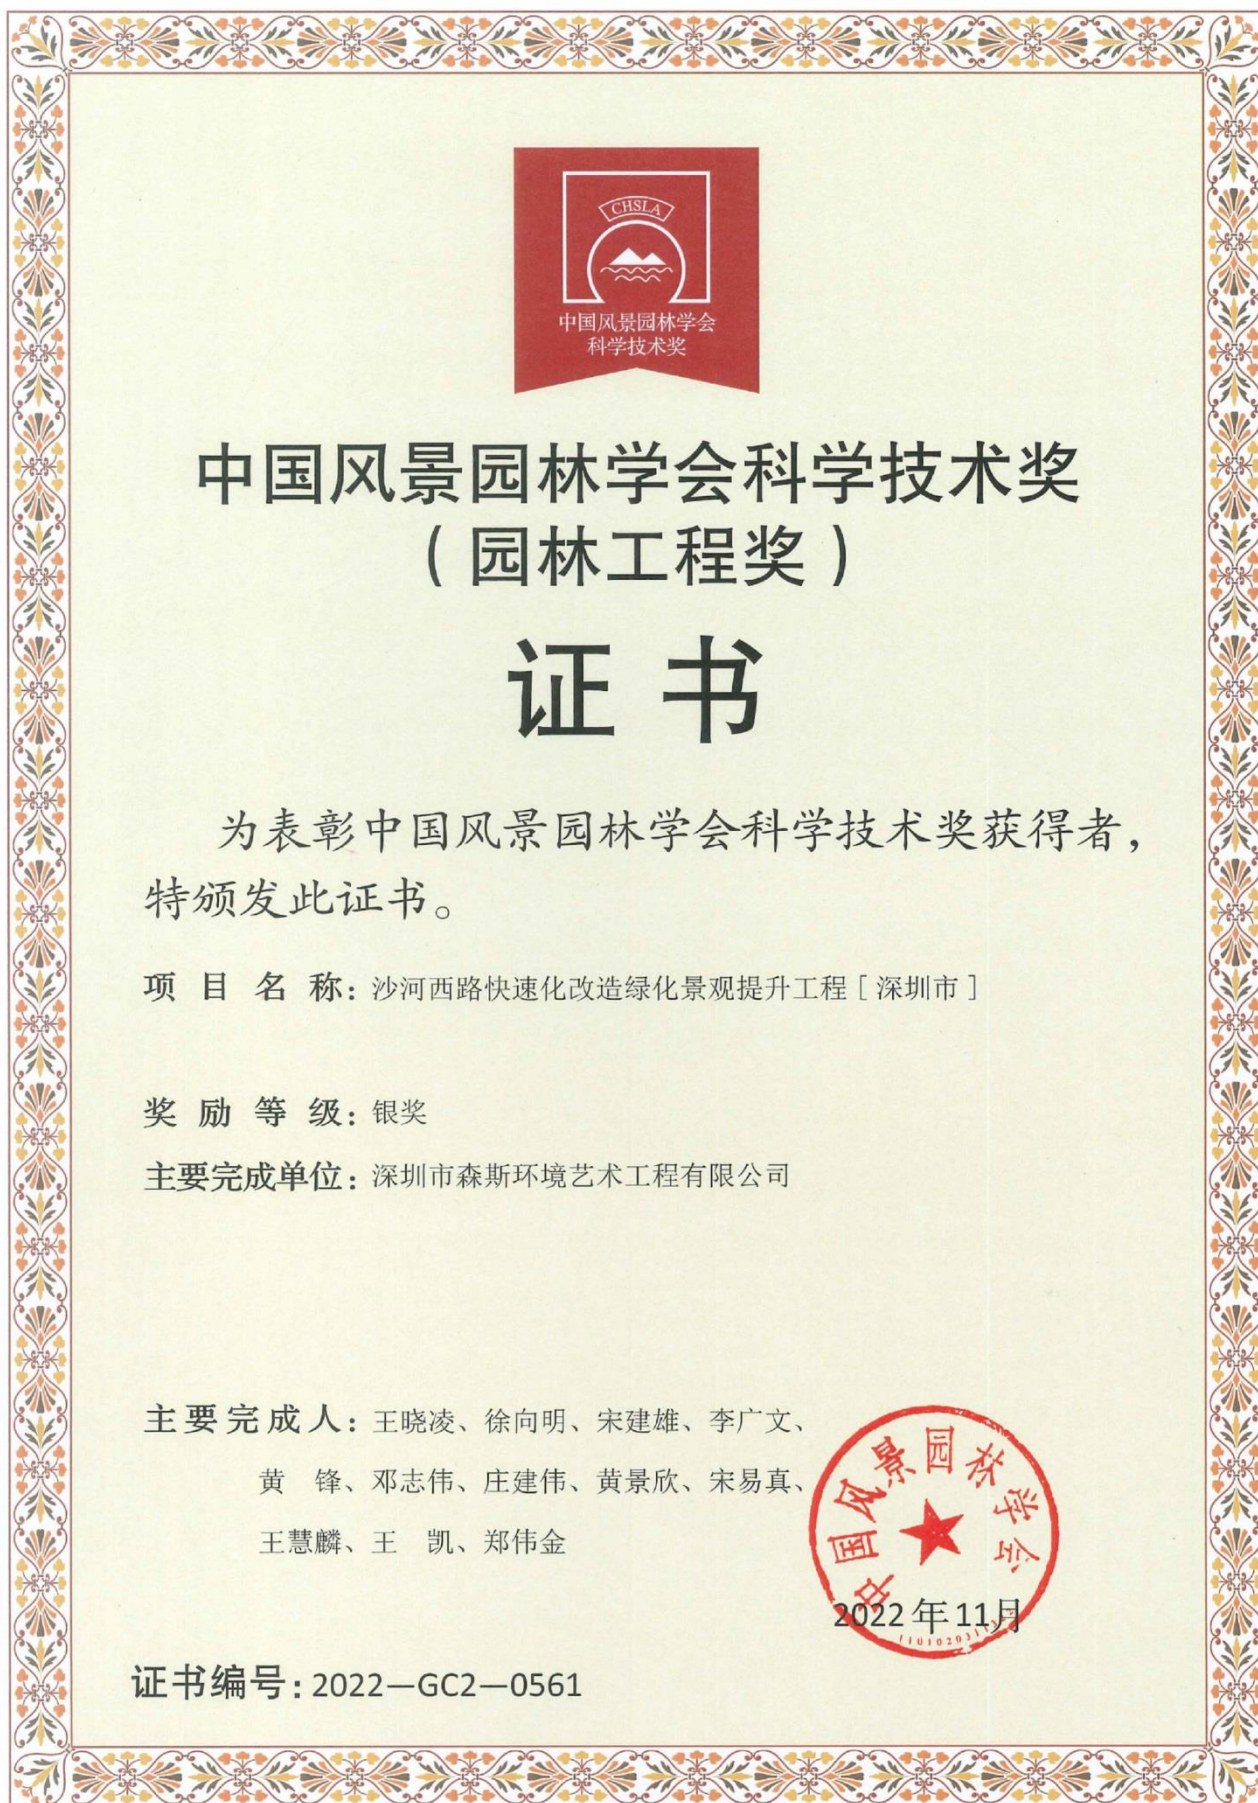 CHSLA
中国风景园林学会
科学技术奖
中国风景园林学会科学技术奖
（园林工程奖）
证书
为表彰中国风景园林学会科学技术奖获得者，
特颁发此证书。
项目名称：沙河西路快速化改造绿化景观提升工程［深圳市］
奖励等级：银奖
主要完成单位：深圳市森斯环境艺术工程有限公司
主要完成人：王晓凌、徐向明、宋建雄、李广文、
黄　锋、邓志伟、庄建伟、黄景欣、宋易真、
王慧麟、王　凯、郑伟金
中国风景园林学会
2022年11月
证书编号：2022—GC2—0561